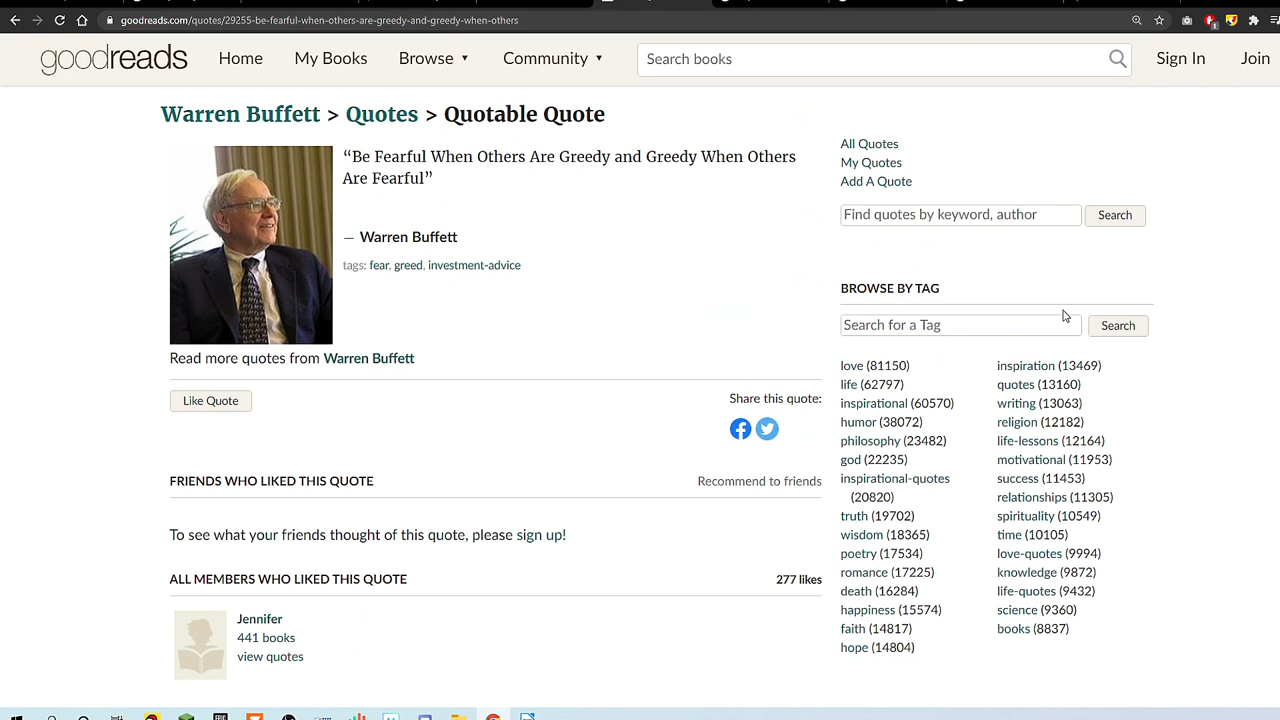 goodreads.com/quotes/29255-be-fearful-when-others-are-greedy-and-greedy-when-others
goodreads
Home
My Books
Browse
Community
Search books
Sign In
Join
Warren Buffett > Quotes > Quotable Quote
“Be Fearful When Others Are Greedy and Greedy When Others
Are Fearful”
— Warren Buffett
tags: fear, greed, investment-advice
Read more quotes from Warren Buffett
Like Quote
Share this quote:
FRIENDS WHO LIKED THIS QUOTE
Recommend to friends
To see what your friends thought of this quote, please sign up!
ALL MEMBERS WHO LIKED THIS QUOTE
277 likes
Jennifer
441 books
view quotes
All Quotes
My Quotes
Add A Quote
Find quotes by keyword, author
Search
BROWSE BY TAG
Search for a Tag
Search
love (81150)
life (62797)
inspirational (60570)
humor (38072)
philosophy (23482)
god (22235)
inspirational-quotes
(20820)
truth (19702)
wisdom (18365)
poetry (17534)
romance (17225)
death (16284)
happiness (15574)
faith (14817)
hope (14804)
inspiration (13469)
quotes (13160)
writing (13063)
religion (12182)
life-lessons (12164)
motivational (11953)
success (11453)
relationships (11305)
spirituality (10549)
time (10105)
love-quotes (9994)
knowledge (9872)
life-quotes (9432)
science (9360)
books (8837)